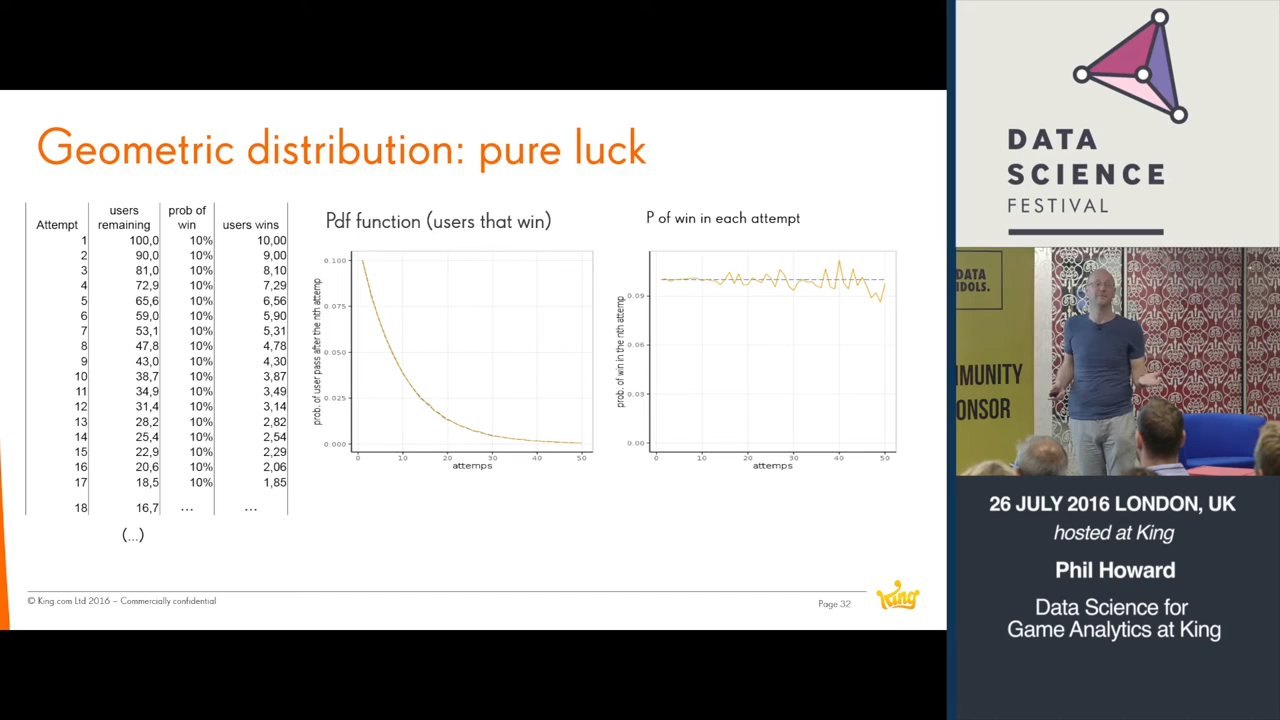 Geometric distribution: pure luck
Attempt users remaining prob of win users wins
1 100,0 10% 10,00
2 90,0 10% 9,00
3 81,0 10% 8,10
4 72,9 10% 7,29
5 65,6 10% 6,56
6 59,0 10% 5,90
7 53,1 10% 5,31
8 47,8 10% 4,78
9 43,0 10% 4,30
10 38,7 10% 3,87
11 34,9 10% 3,49
12 31,4 10% 3,14
13 28,2 10% 2,82
14 25,4 10% 2,54
15 22,9 10% 2,29
16 20,6 10% 2,06
17 18,5 10% 1,85
18 16,7 ... ...
(...)
Pdf function (users that win)
prob. of user pass after the nth attemp
0.100
0.075
0.050
0.025
0.000
0 10 20 30 40 50
attemps
P of win in each attempt
prob. of win in the nth attemp
0.09
0.06
0.03
0.00
0 10 20 30 40 50
attemps
© King.com Ltd 2016 – Commercially confidential
Page 32
King
DATA
SCIENCE
FESTIVAL
DATA
IDOLS.
MMUNITY
ONSOR
26 JULY 2016 LONDON, UK
hosted at King
Phil Howard
Data Science for
Game Analytics at King